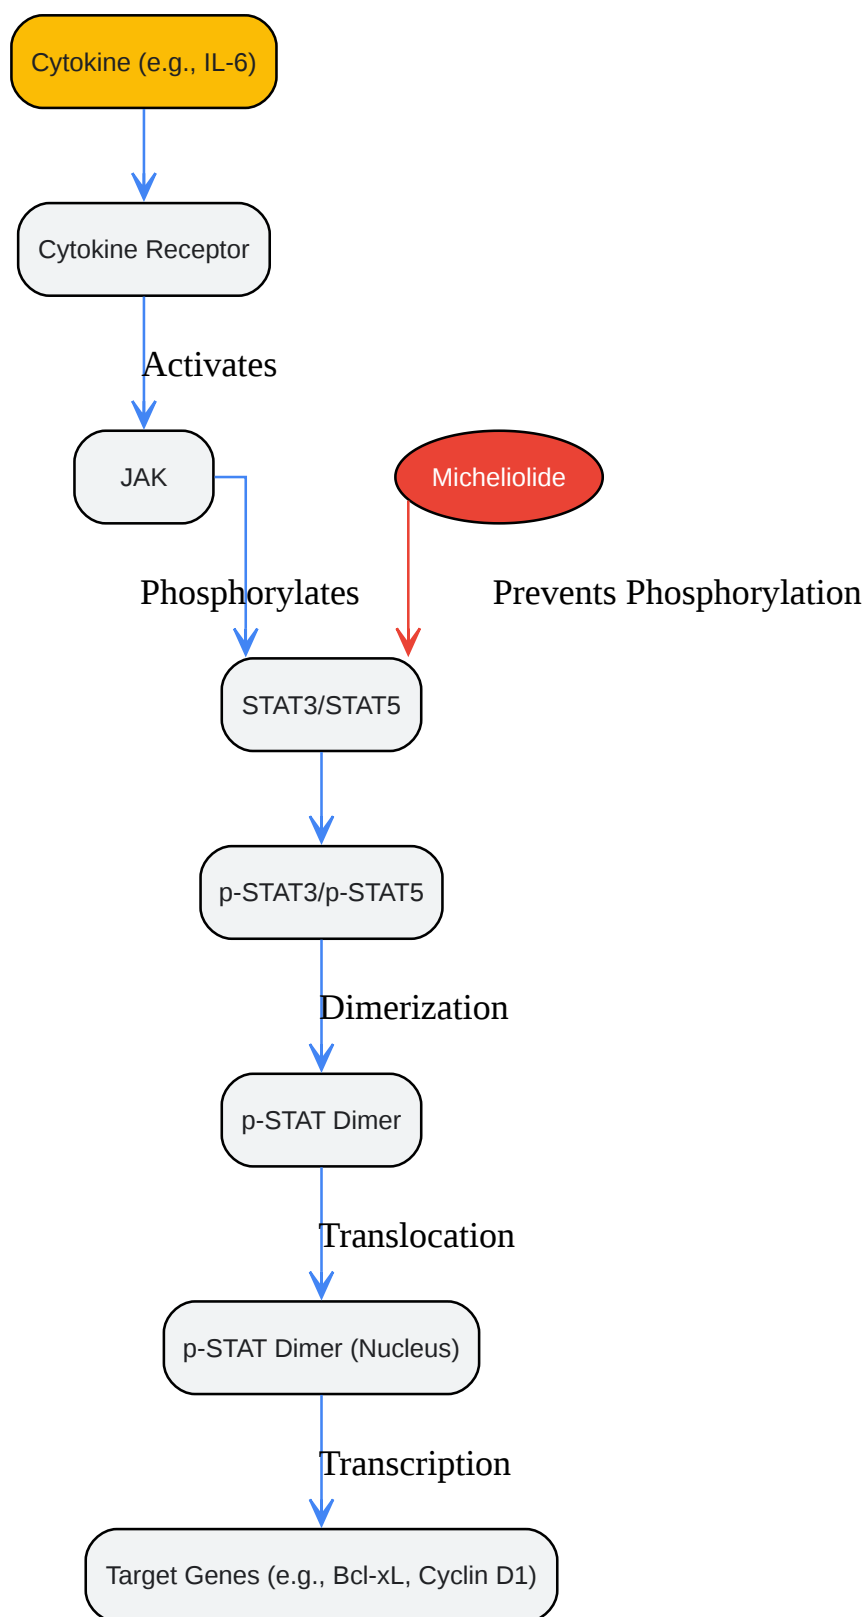 Cytokine (e.g., IL-6)
Cytokine Receptor
Activates
JAK
Micheliolide
Phosphorylates
Prevents Phosphorylation
STAT3/STAT5
p-STAT3/p-STAT5
Dimerization
p-STAT Dimer
Translocation
p-STAT Dimer (Nucleus)
Transcription
Target Genes (e.g., Bcl-xL, Cyclin D1)